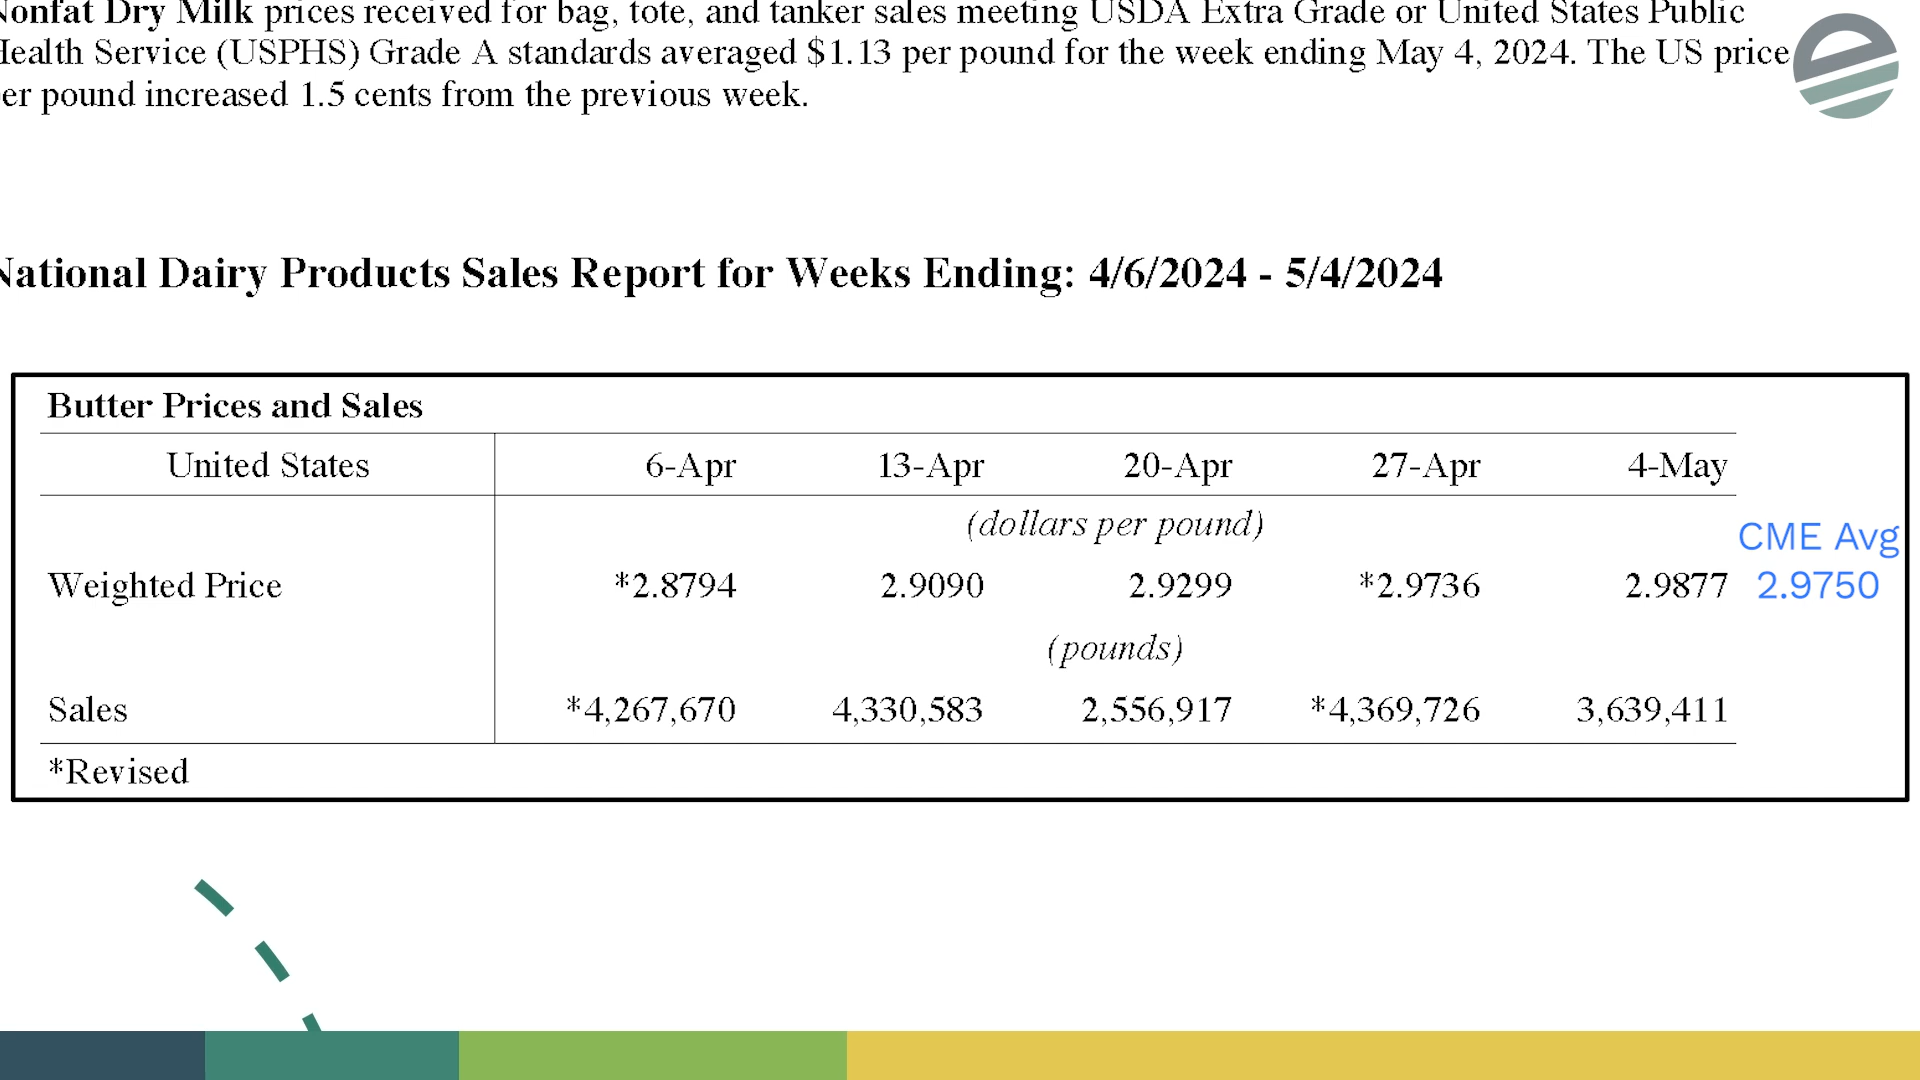 Nonfat Dry Milk prices received for bag, tote, and tanker sales meeting USDA Extra Grade or United States Public
Health Service (USPHS) Grade A standards averaged $1.13 per pound for the week ending May 4, 2024. The US price
per pound increased 1.5 cents from the previous week.
National Dairy Products Sales Report for Weeks Ending: 4/6/2024 - 5/4/2024
Butter Prices and Sales
United States 6-Apr 13-Apr 20-Apr 27-Apr 4-May
(dollars per pound)
CME Avg
Weighted Price *2.8794 2.9090 2.9299 *2.9736 2.9877 2.9750
(pounds)
Sales *4,267,670 4,330,583 2,556,917 *4,369,726 3,639,411
*Revised